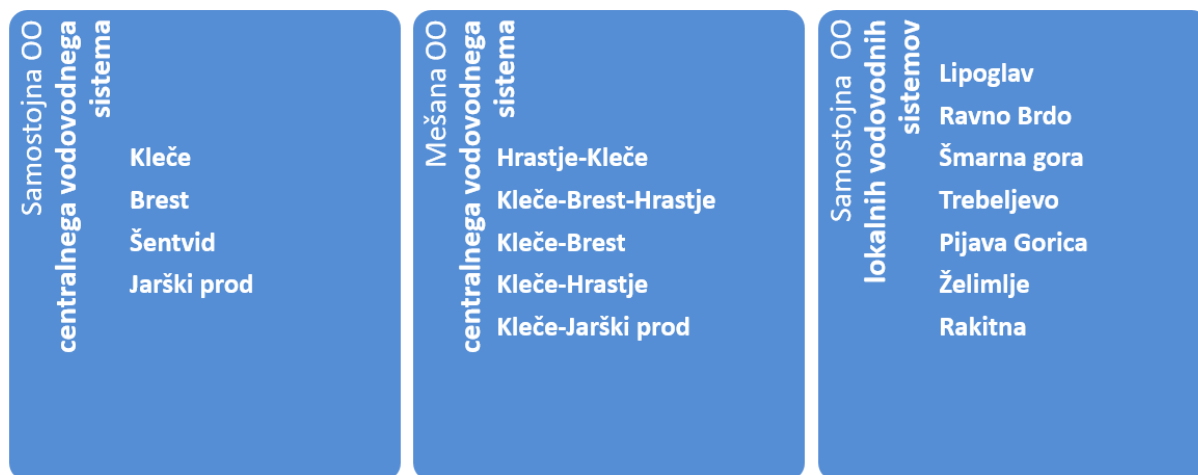 Samostojna OO
centralnega vodovodnega
sistema
Kleče
Brest
Šentvid
Jarški prod
Mešana OO
centralnega vodovodnega
sistema
Hrastje-Kleče
Kleče-Brest-Hrastje
Kleče-Brest
Kleče-Hrastje
Kleče-Jarški prod
Samostojna OO
lokalnih vodovodnih
sistemov
Lipoglav
Ravno Brdo
Šmarna gora
Trebeljevo
Pijava Gorica
Želimlje
Rakitna